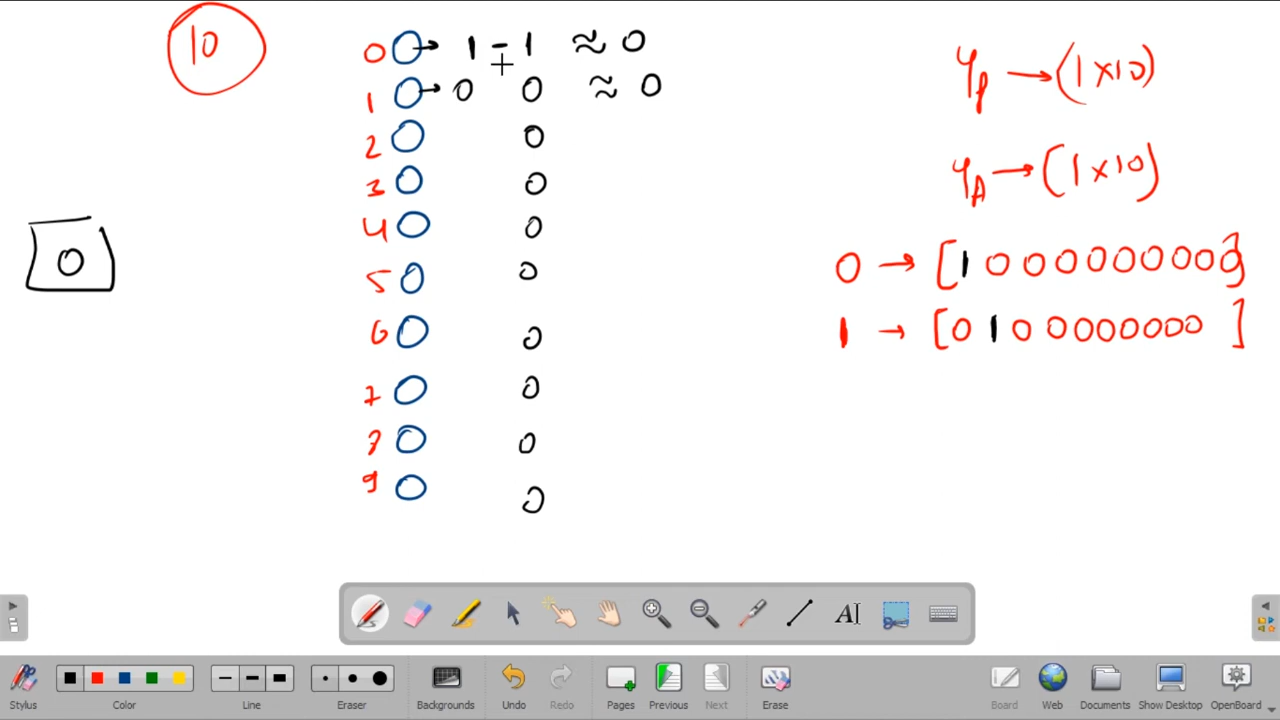 10
0 → 1 - 1 ≈ 0
1 → 0 0 ≈ 0
2 0
3 0
4 0
5 0
6 0
7 0
8 0
9 0
0
yₚ → (1×10)
y_A → (1×10)
0 → [1 0 0 0 0 0 0 0 0 0]
1 → [0 1 0 0 0 0 0 0 0 0]
AI
Stylus
Color
Line
Eraser
Backgrounds
Undo
Redo
Pages
Previous
Next
Erase
Board
Web
Documents
Show Desktop
OpenBoard